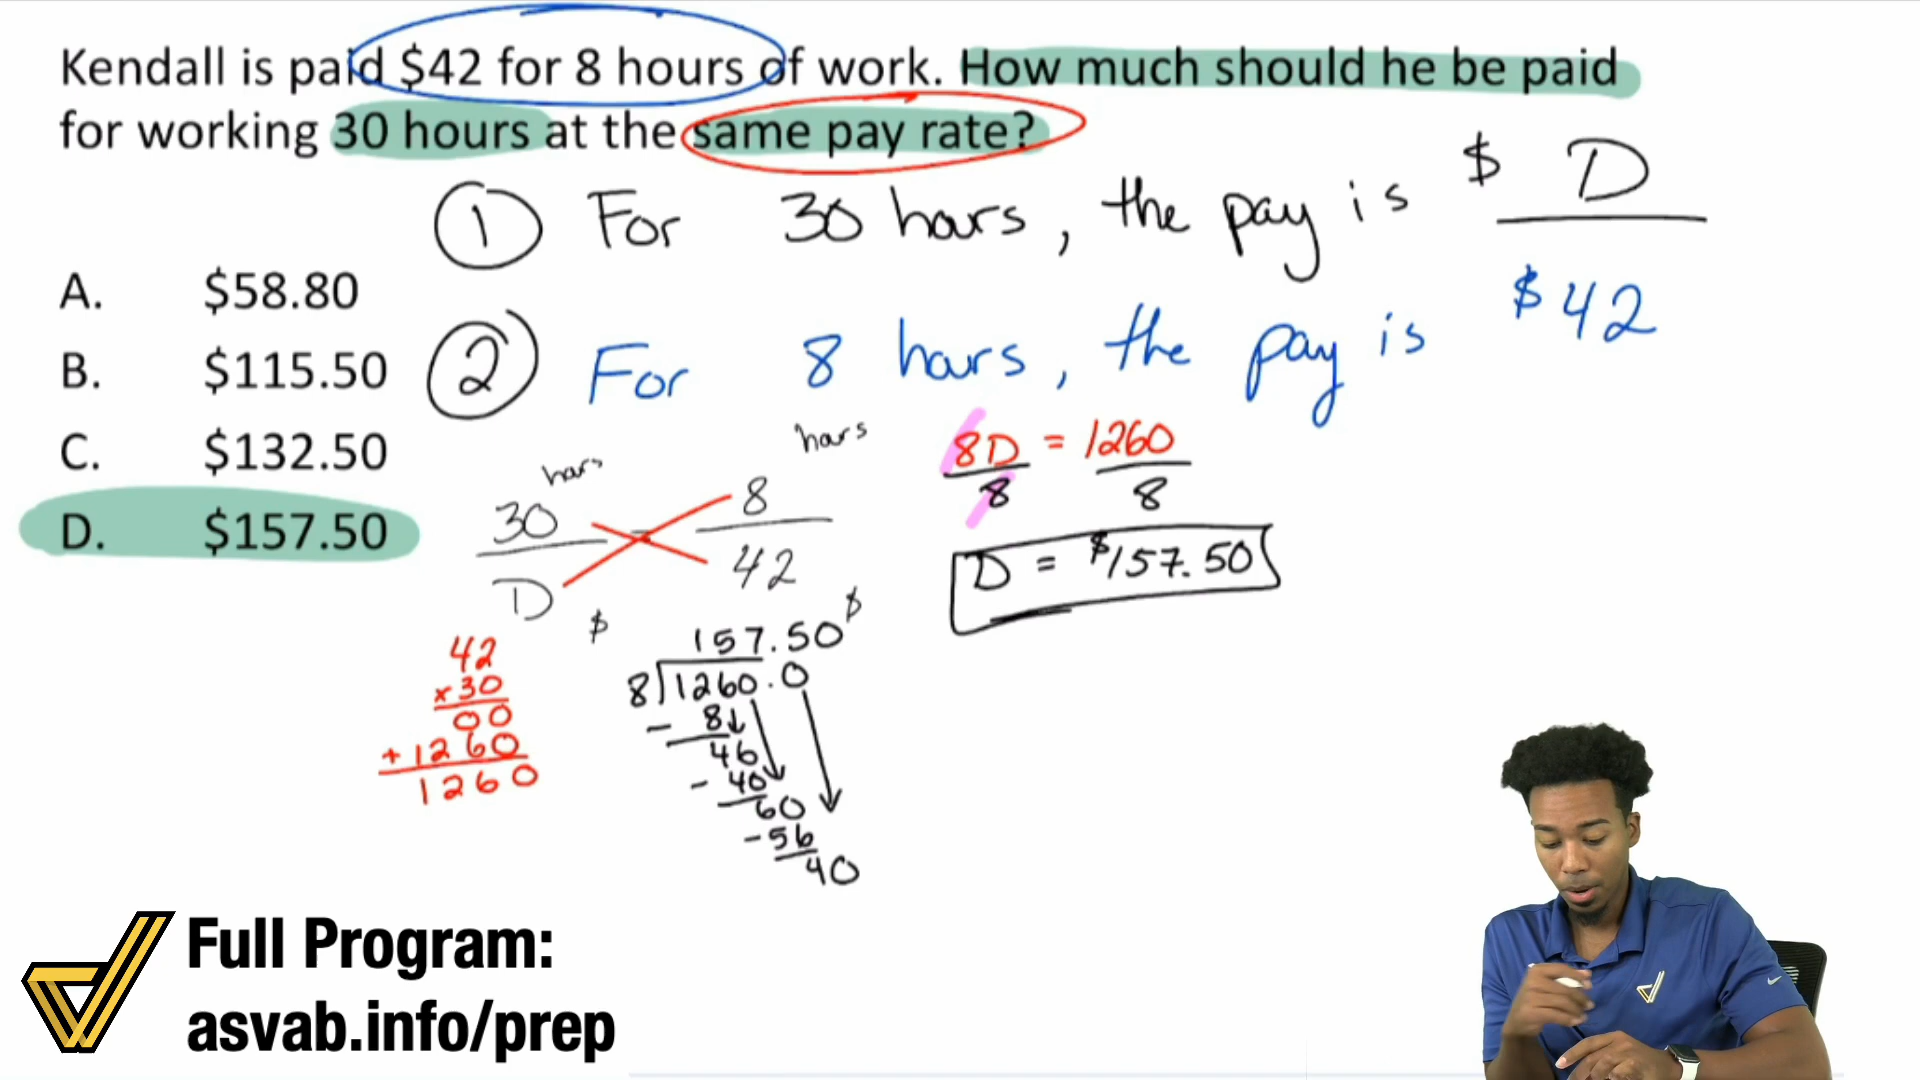 Kendall is paid $42 for 8 hours of work. How much should he be paid
for working 30 hours at the same pay rate?
1 For 30 hours, the pay is $ D
A. $58.80
2 For 8 hours, the pay is $42
B. $115.50
C. $132.50
D. $157.50
hours
hours
30 = 8
D 42
$
$
8D = 1260
8 8
D = $157.50
42
x30
00
+1260
1260
157.50
8 1260.0
- 8
46
- 40
60
-56
40
Full Program:
asvab.info/prep